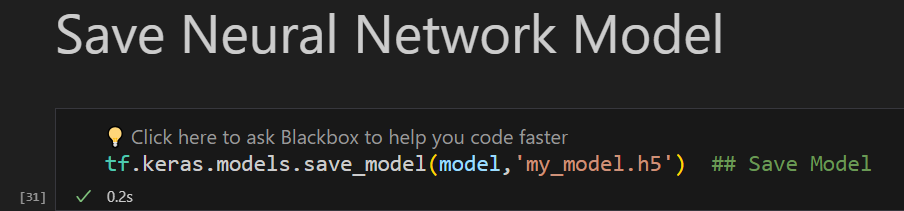 Save Neural Network Model
💡 Click here to ask Blackbox to help you code faster
tf.keras.models.save_model(model,'my_model.h5')  ## Save Model
[31] ✓ 0.2s